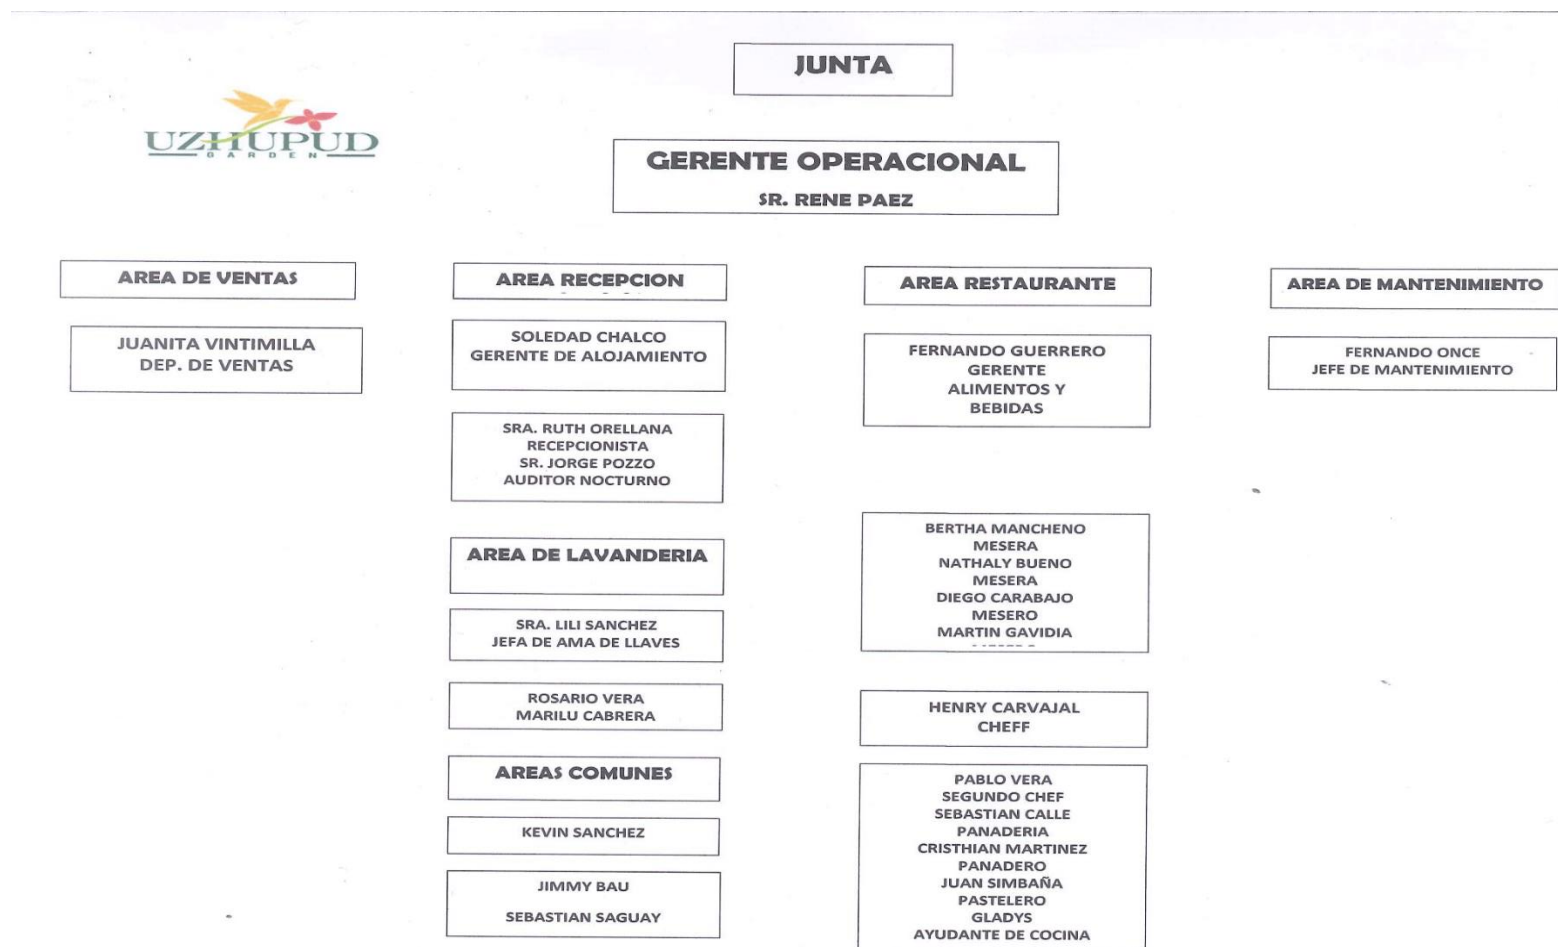 JUNTA
UZHUPUD
GARDEN
GERENTE OPERACIONAL
SR. RENE PAEZ
AREA DE VENTAS
JUANITA VINTIMILLA
DEP. DE VENTAS
AREA RECEPCION
SOLEDAD CHALCO
GERENTE DE ALOJAMIENTO
SRA. RUTH ORELLANA
RECEPCIONISTA
SR. JORGE POZZO
AUDITOR NOCTURNO
AREA DE LAVANDERIA
SRA. LILI SANCHEZ
JEFA DE AMA DE LLAVES
ROSARIO VERA
MARILU CABRERA
AREAS COMUNES
KEVIN SANCHEZ
JIMMY BAU
SEBASTIAN SAGUAY
AREA RESTAURANTE
FERNANDO GUERRERO
GERENTE
ALIMENTOS Y
BEBIDAS
BERTHA MANCHENO
MESERA
NATHALY BUENO
MESERA
DIEGO CARABAJO
MESERO
MARTIN GAVIDIA
HENRY CARVAJAL
CHEFF
PABLO VERA
SEGUNDO CHEF
SEBASTIAN CALLE
PANADERIA
CRISTHIAN MARTINEZ
PANADERO
JUAN SIMBAÑA
PASTELERO
GLADYS
AYUDANTE DE COCINA
AREA DE MANTENIMIENTO
FERNANDO ONCE
JEFE DE MANTENIMIENTO